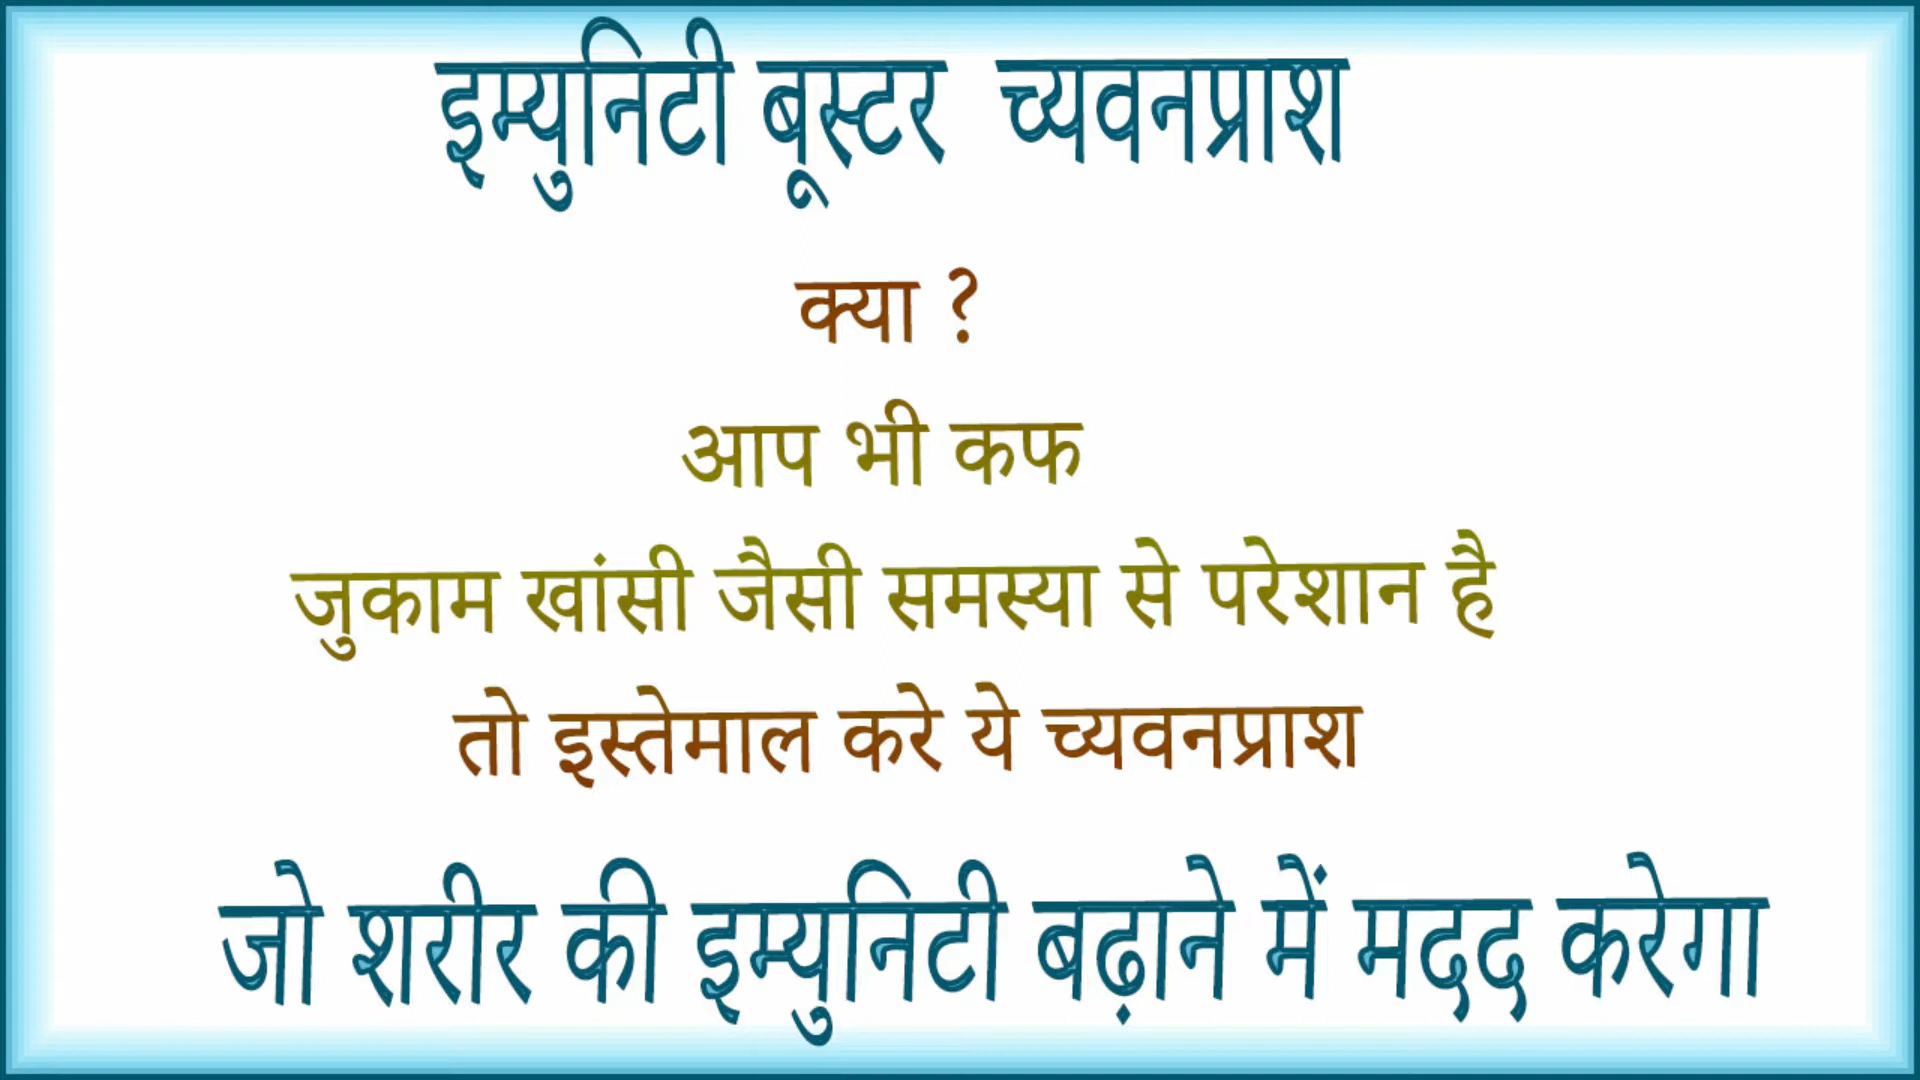 इम्युनिटी बूस्टर च्यवनप्राश
क्या ?
आप भी कफ
जुकाम खांसी जैसी समस्या से परेशान है
तो इस्तेमाल करे ये च्यवनप्राश
जो शरीर की इम्युनिटी बढ़ाने में मदद करेगा